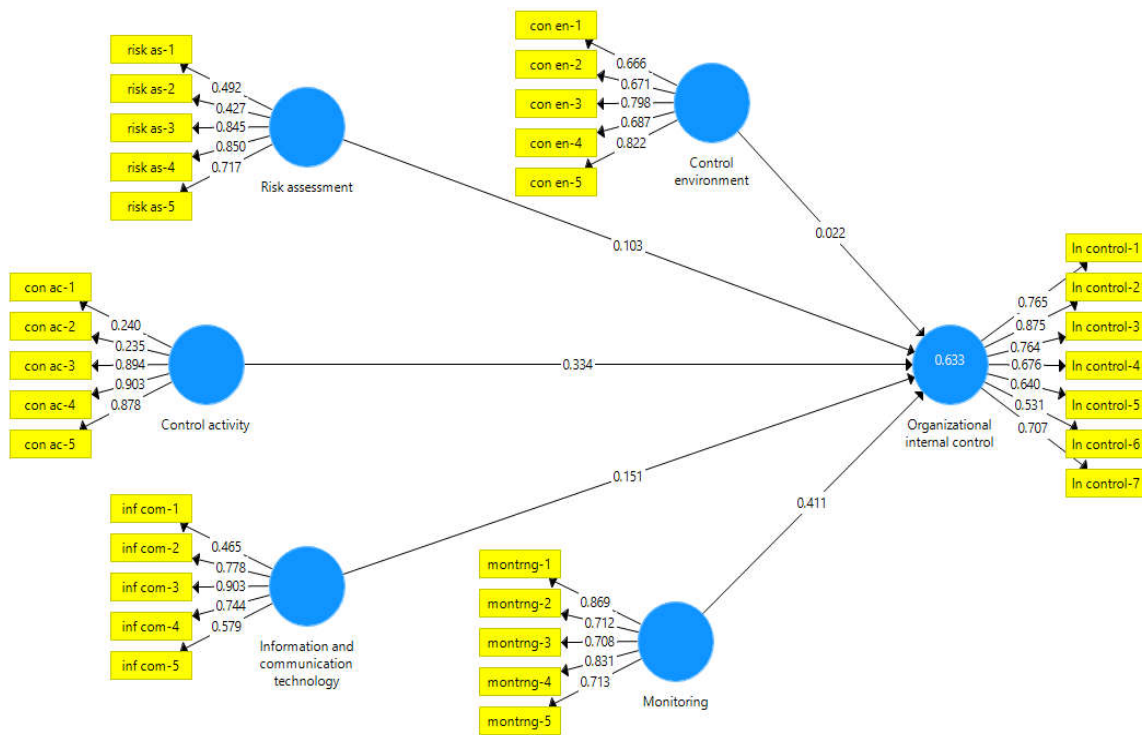 risk as-1
risk as-2
risk as-3
risk as-4
risk as-5
0.492
0.427
0.845
0.850
0.717
Risk assessment
con en-1
con en-2
con en-3
con en-4
con en-5
0.666
0.671
0.798
0.687
0.822
Control
environment
0.103
0.022
con ac-1
con ac-2
con ac-3
con ac-4
con ac-5
0.240
0.235
0.894
0.903
0.878
Control activity
0.334
0.633
Organizational
internal control
0.765
0.875
0.764
0.676
0.640
0.531
0.707
In control-1
In control-2
In control-3
In control-4
In control-5
In control-6
In control-7
inf com-1
inf com-2
inf com-3
inf com-4
inf com-5
0.465
0.778
0.903
0.744
0.579
Information and
communication
technology
0.151
0.411
montrng-1
montrng-2
montrng-3
montrng-4
montrng-5
0.869
0.712
0.708
0.831
0.713
Monitoring